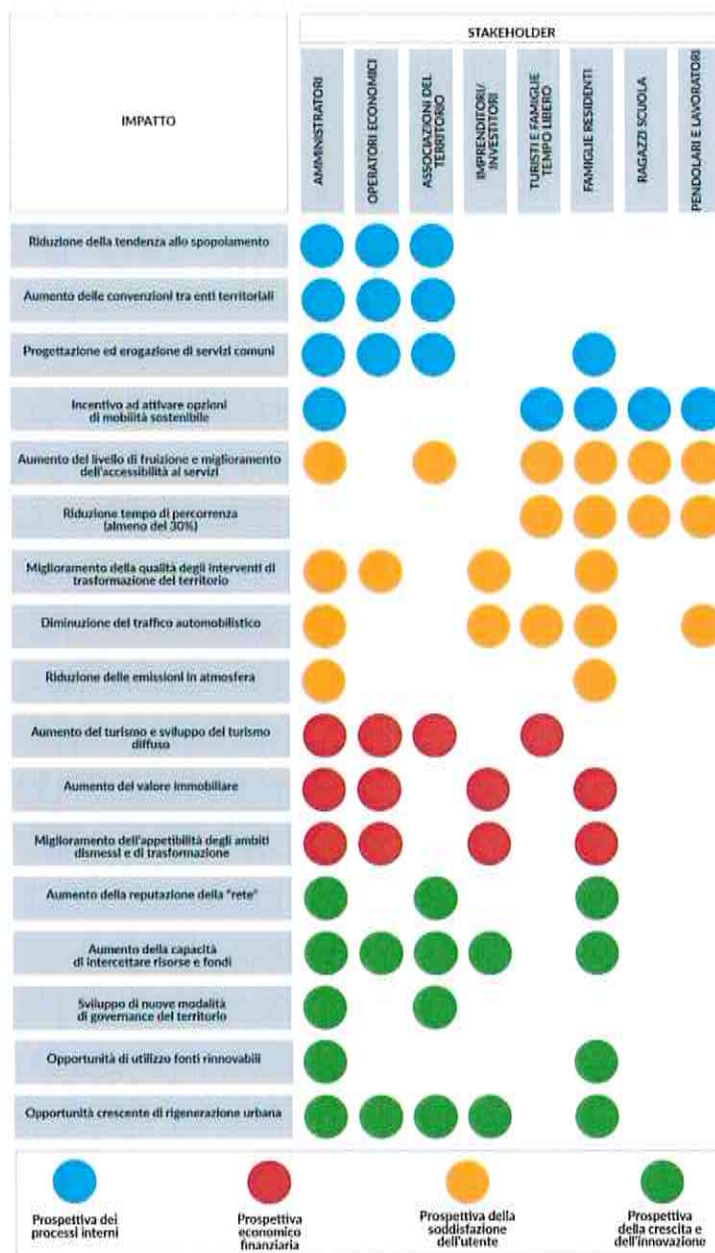 STAKEHOLDER
IMPATTO
AMMINISTRATORI
OPERATORI ECONOMICI
ASSOCIAZIONI DEL
TERRITORIO
IMPRENDITORI/
INVESTITORI
TURISTI E FAMIGLIE
TEMPO LIBERO
FAMIGLIE RESIDENTI
RAGAZZI SCUOLA
PENDOLARI E LAVORATORI
Riduzione della tendenza allo spopolamento
Aumento delle convenzioni tra enti territoriali
Progettazione ed erogazione di servizi comuni
Incentivo ad attivare opzioni
di mobilità sostenibile
Aumento del livello di fruizione e miglioramento
dell'accessibilità ai servizi
Riduzione tempo di percorrenza
(almeno del 30%)
Miglioramento della qualità degli interventi di
trasformazione del territorio
Diminuzione del traffico automobilistico
Riduzione delle emissioni in atmosfera
Aumento del turismo e sviluppo del turismo
diffuso
Aumento del valore immobiliare
Miglioramento dell'appetibilità degli ambiti
dismessi e di trasformazione
Aumento della reputazione della "rete"
Aumento della capacità
di intercettare risorse e fondi
Sviluppo di nuove modalità
di governance del territorio
Opportunità di utilizzo fonti rinnovabili
Opportunità crescente di rigenerazione urbana
Prospettiva dei
processi interni
Prospettiva
economico
finanziaria
Prospettiva della
soddisfazione
dell'utente
Prospettiva
della crescita e
dell'innovazione